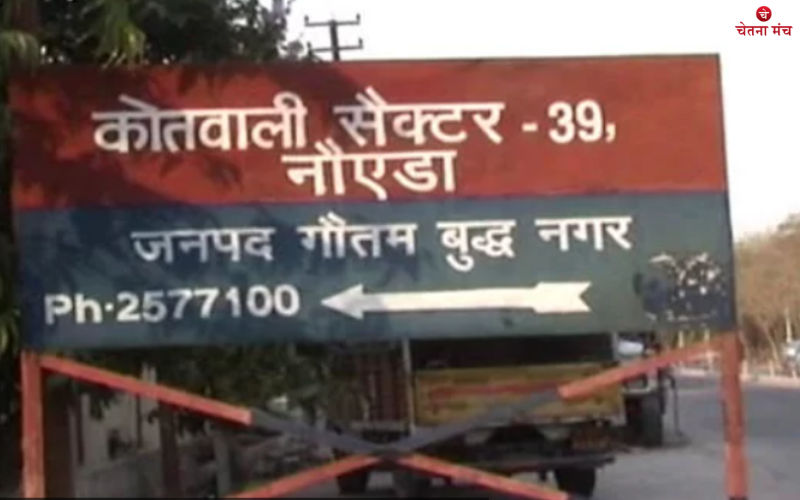 चे
चेतना मंच
कोतवाली सैक्टर - 39,
नौएडा
जनपद गौतम बुद्ध नगर
Ph.2577100